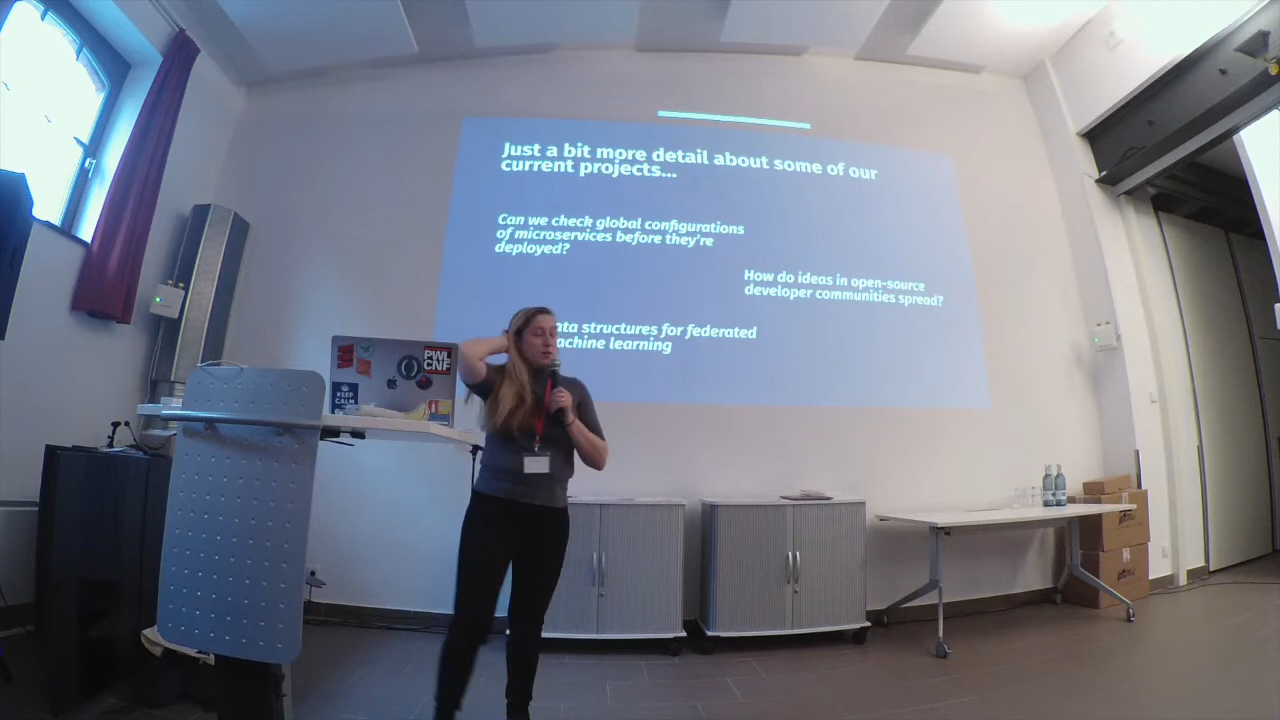 Just a bit more detail about some of our
current projects...
Can we check global configurations
of microservices before they're
deployed?
How do ideas in open-source
developer communities spread?
structures for federated
learning
PWL
CNF
KEEP
CALM